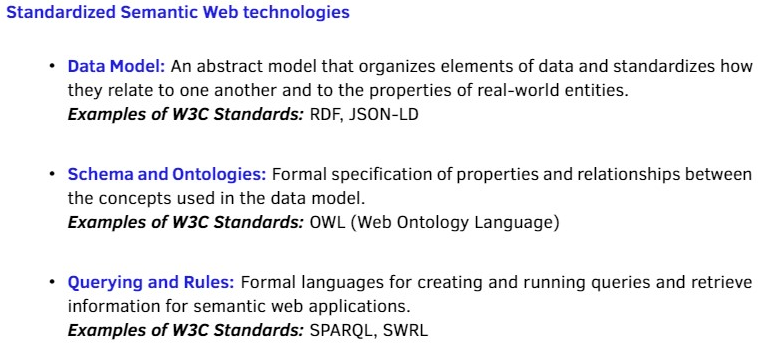 Standardized Semantic Web technologies
• Data Model: An abstract model that organizes elements of data and standardizes how
they relate to one another and to the properties of real-world entities.
Examples of W3C Standards: RDF, JSON-LD
• Schema and Ontologies: Formal specification of properties and relationships between
the concepts used in the data model.
Examples of W3C Standards: OWL (Web Ontology Language)
• Querying and Rules: Formal languages for creating and running queries and retrieve
information for semantic web applications.
Examples of W3C Standards: SPARQL, SWRL